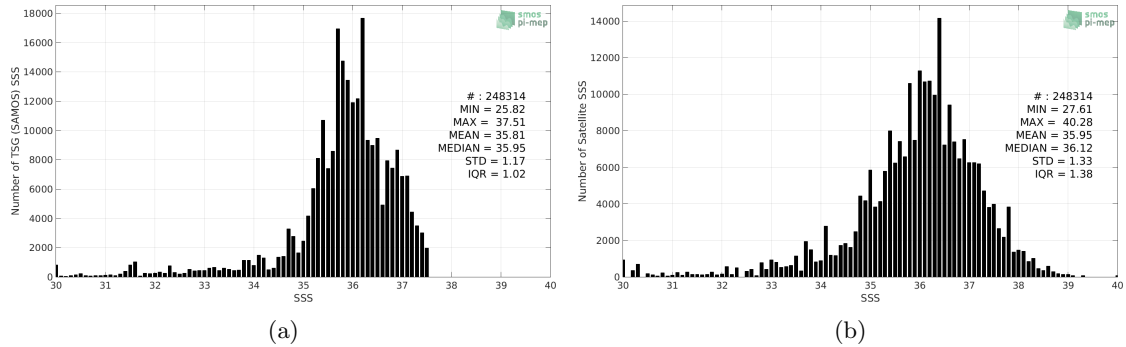 18000
16000
14000
12000
10000
8000
6000
4000
2000
0
Number of TSG (SAMOS) SSS
smos
pi-mep
# : 248314
MIN = 25.82
MAX = 37.51
MEAN = 35.81
MEDIAN = 35.95
STD = 1.17
IQR = 1.02
30 31 32 33 34 35 36 37 38 39 40
SSS
(a)
14000
12000
10000
8000
6000
4000
2000
0
Number of Satellite SSS
smos
pi-mep
# : 248314
MIN = 27.61
MAX = 40.28
MEAN = 35.95
MEDIAN = 36.12
STD = 1.33
IQR = 1.38
30 31 32 33 34 35 36 37 38 39 40
SSS
(b)